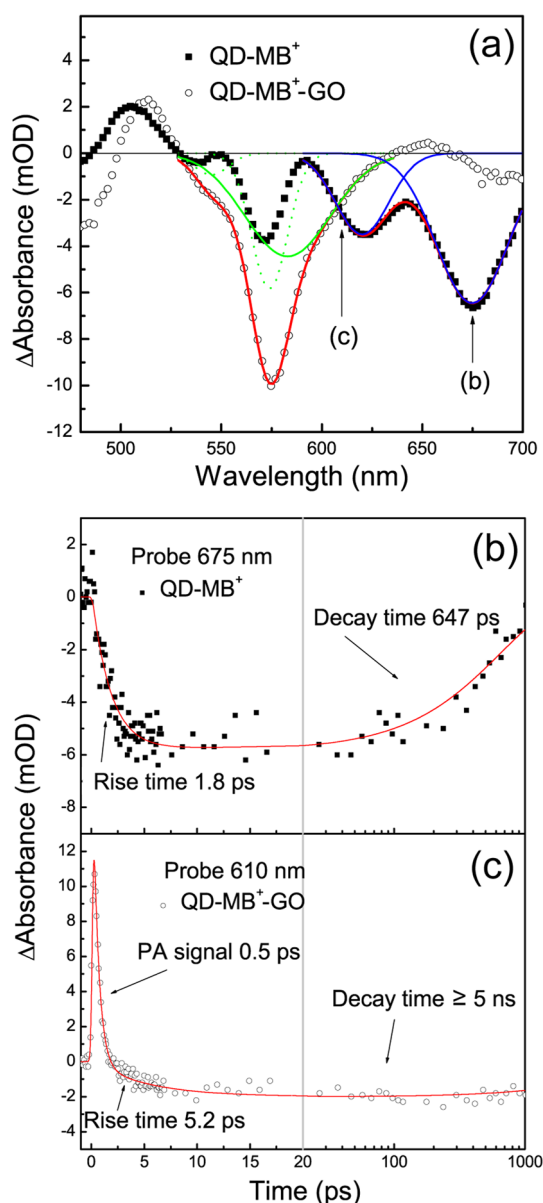 (a)
QD-MB⁺
QD-MB⁺-GO
4
2
0
-2
-4
-6
-8
-10
-12
ΔAbsorbance (mOD)
(c)
(b)
500
550
600
650
700
Wavelength (nm)
(b)
Probe 675 nm
QD-MB⁺
Decay time 647 ps
Rise time 1.8 ps
2
0
-2
-4
-6
-8
ΔAbsorbance (mOD)
(c)
Probe 610 nm
QD-MB⁺-GO
PA signal 0.5 ps
Decay time ≥ 5 ns
Rise time 5.2 ps
12
10
8
6
4
2
0
-2
-4
0
5
10
15
20
100
1000
Time (ps)